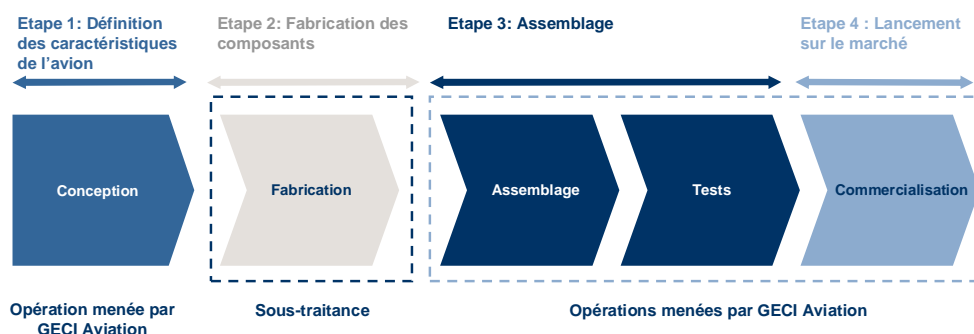 Etape 1: Définition
des caractéristiques
de l'avion
Etape 2: Fabrication des
composants
Etape 3: Assemblage
Etape 4 : Lancement
sur le marché
Conception
Fabrication
Assemblage
Tests
Commercialisation
Opération menée par
GECI Aviation
Sous-traitance
Opérations menées par GECI Aviation